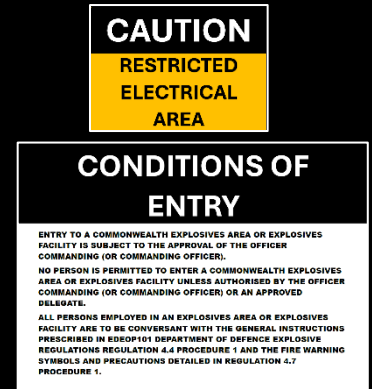 CAUTION
RESTRICTED
ELECTRICAL
AREA
CONDITIONS OF
ENTRY
ENTRY TO A COMMONWEALTH EXPLOSIVES AREA OR EXPLOSIVES
FACILITY IS SUBJECT TO THE APPROVAL OF THE OFFICER
COMMANDING (OR COMMANDING OFFICER).
NO PERSON IS PERMITTED TO ENTER A COMMONWEALTH EXPLOSIVES
AREA OR EXPLOSIVES FACILITY UNLESS AUTHORISED BY THE OFFICER
COMMANDING (OR COMMANDING OFFICER) OR AN APPROVED
DELEGATE.
ALL PERSONS EMPLOYED IN AN EXPLOSIVES AREA OR EXPLOSIVES
FACILITY ARE TO BE CONVERSANT WITH THE GENERAL INSTRUCTIONS
PRESCRIBED IN EDEOP101 DEPARTMENT OF DEFENCE EXPLOSIVE
REGULATIONS REGULATION 4.4 PROCEDURE 1 AND THE FIRE WARNING
SYMBOLS AND PRECAUTIONS DETAILED IN REGULATION 4.7
PROCEDURE 1.